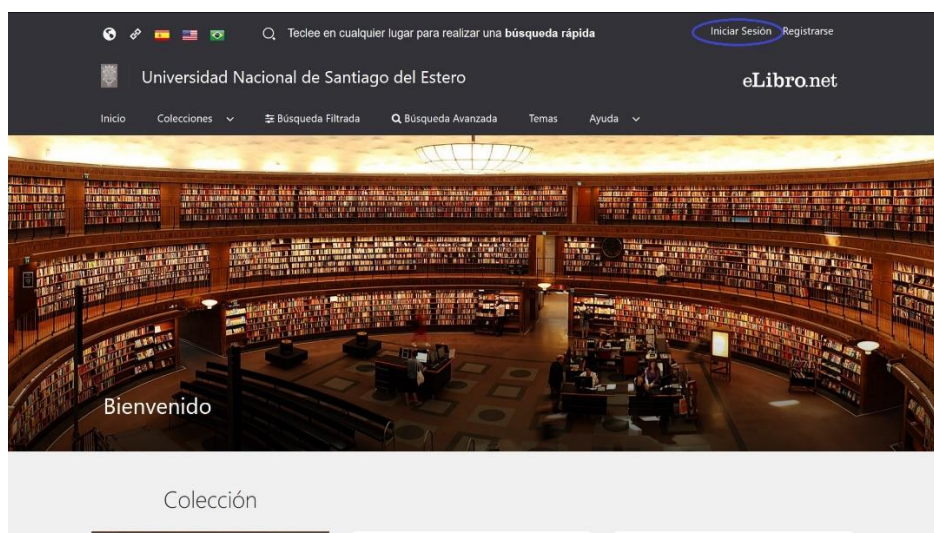 Teclee en cualquier lugar para realizar una búsqueda rápida
Iniciar Sesión Registrarse
Universidad Nacional de Santiago del Estero
eLibro.net
Inicio Colecciones Búsqueda Filtrada Búsqueda Avanzada Temas Ayuda
Bienvenido
Colección